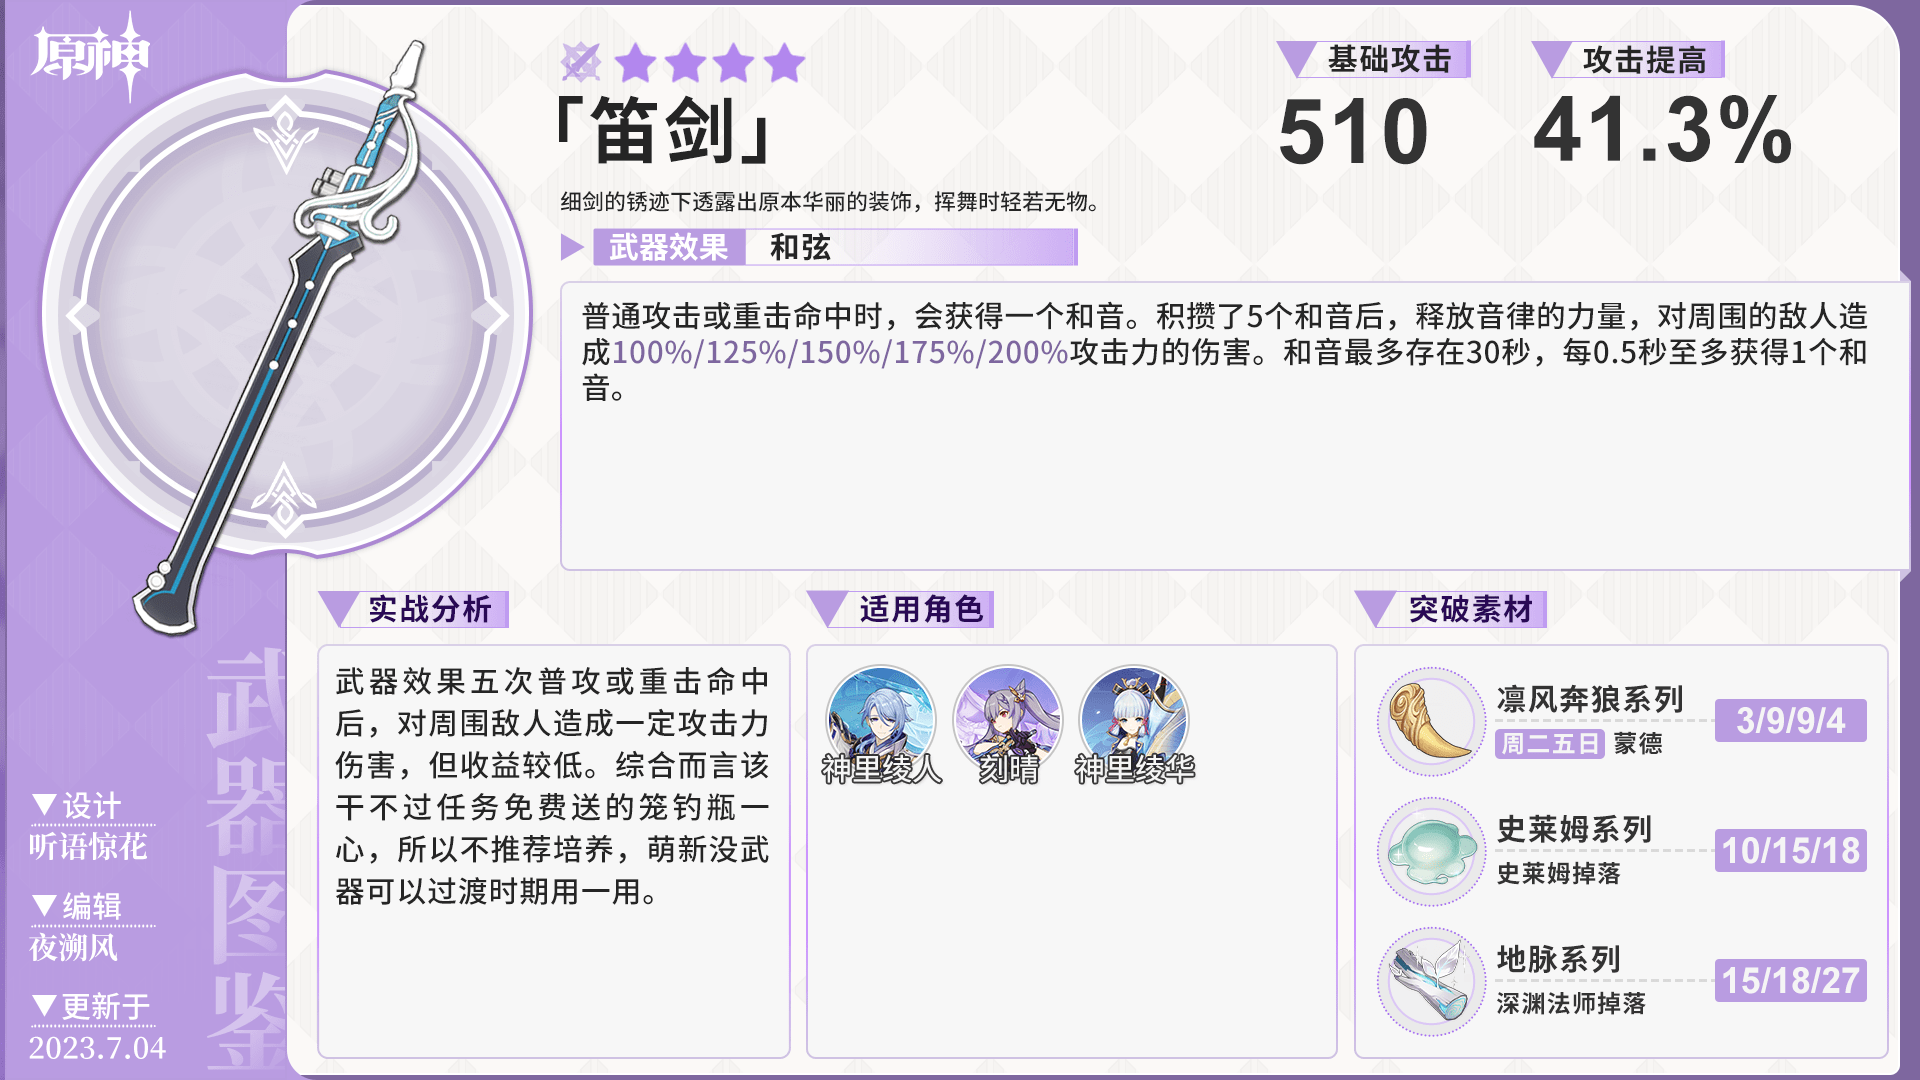 原神
「笛剑」
基础攻击
510
攻击提高
41.3%
细剑的锈迹下透露出原本华丽的装饰，挥舞时轻若无物。
武器效果 和弦
普通攻击或重击命中时，会获得一个和音。积攒了5个和音后，释放音律的力量，对周围的敌人造
成100%/125%/150%/175%/200%攻击力的伤害。和音最多存在30秒，每0.5秒至多获得1个和
音。
实战分析
武器效果五次普攻或重击命中
后，对周围敌人造成一定攻击力
伤害，但收益较低。综合而言该
干不过任务免费送的笼钓瓶一
心，所以不推荐培养，萌新没武
器可以过渡时期用一用。
适用角色
神里绫人
刻晴
神里绫华
突破素材
凛风奔狼系列
周二五日 蒙德
3/9/9/4
史莱姆系列
史莱姆掉落
10/15/18
地脉系列
深渊法师掉落
15/18/27
武器图鉴
▼设计
听语惊花
▼编辑
夜溯风
▼更新于
2023.7.04